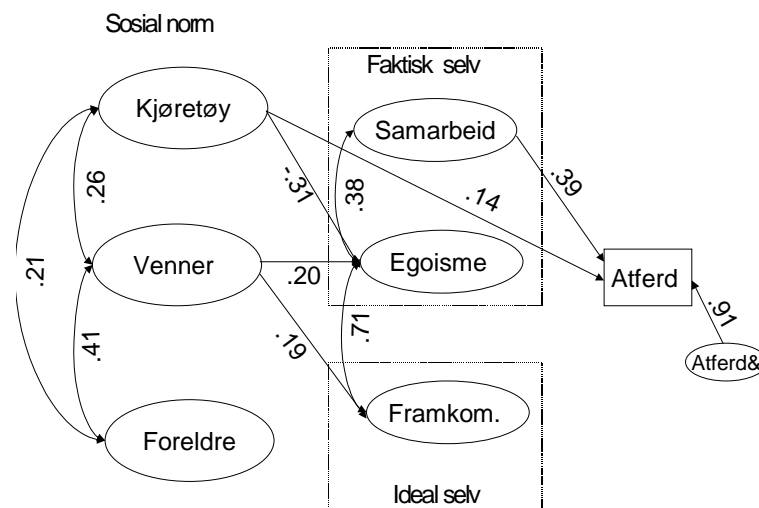 Sosial norm
Faktisk selv
Kjøretøy
Samarbeid
.26
-.31
.38
.14
.39
.21
Venner
.20
Egoisme
Atferd
.41
.19
.71
.91
Atferd&
Foreldre
Framkom.
Ideal selv